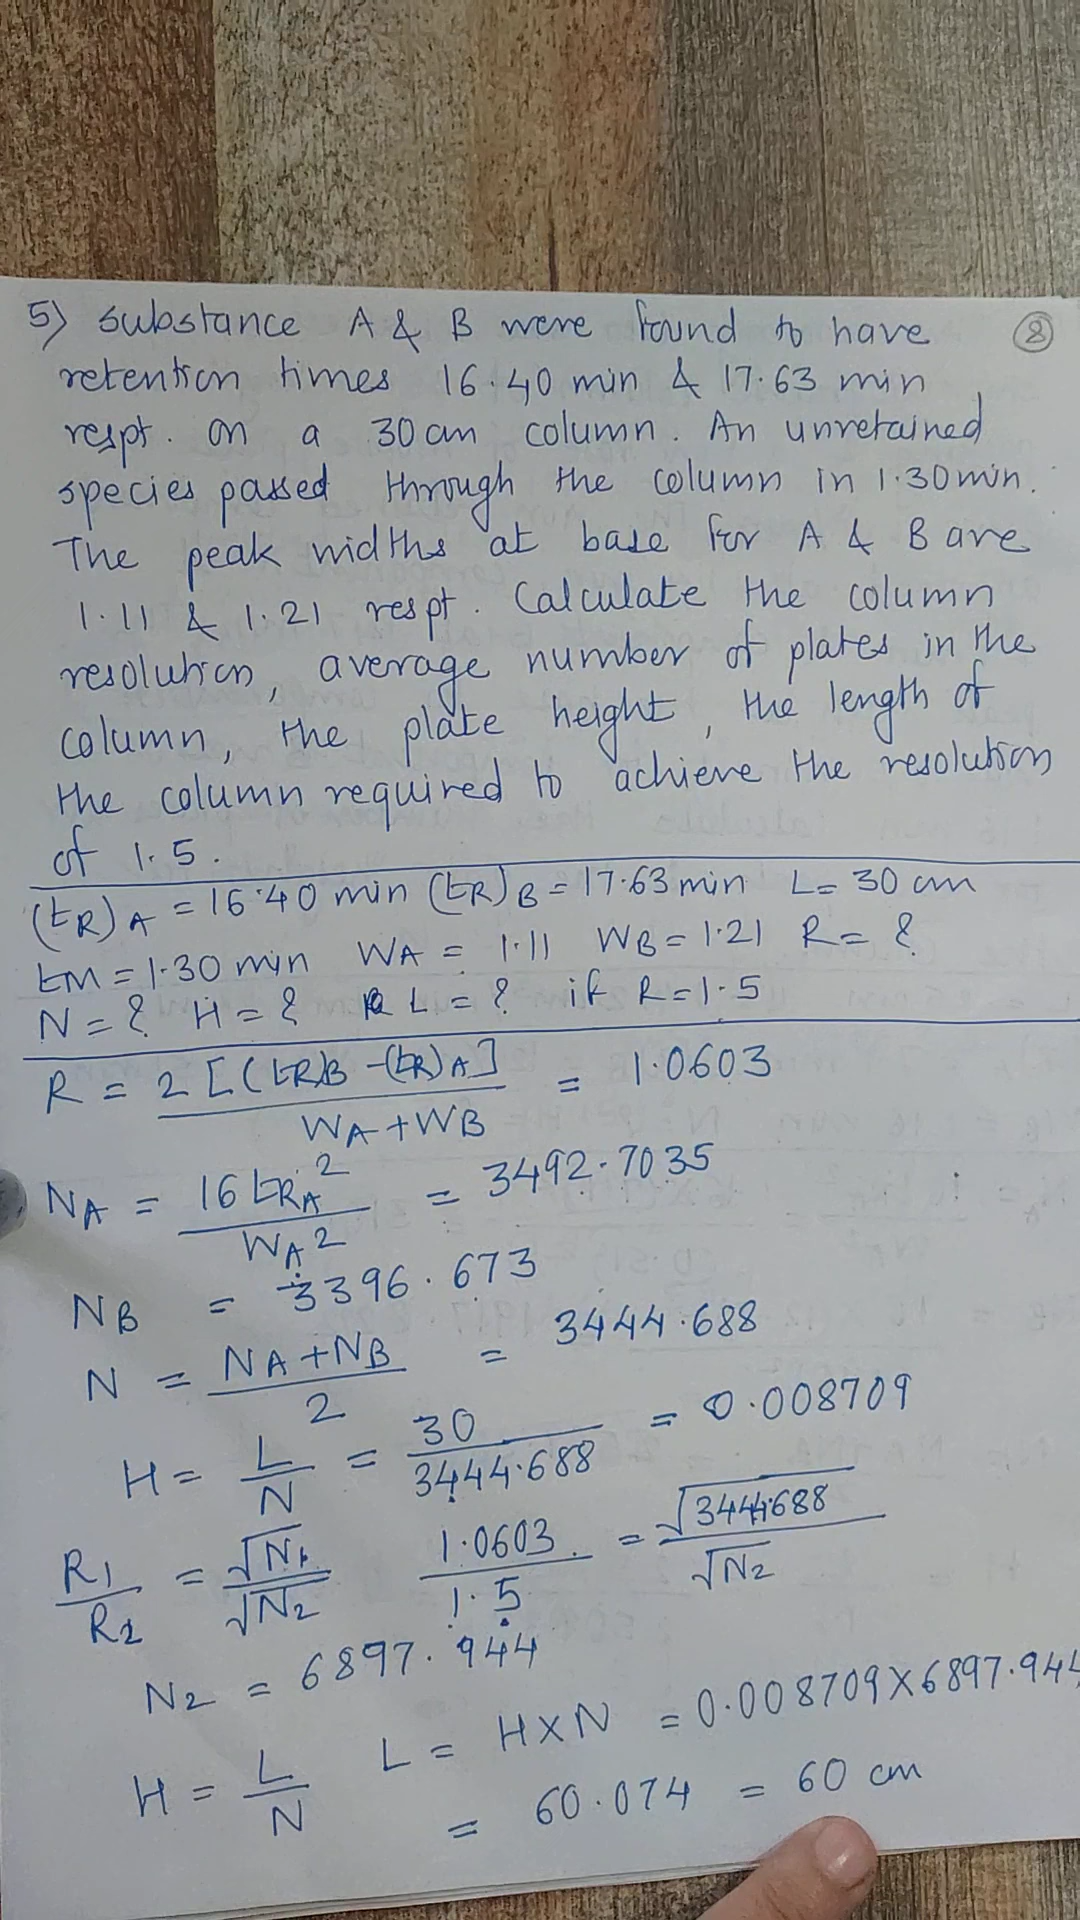 5) substance A & B were found to have ⑧
retention times 16.40 min & 17.63 min
respt. on a 30 cm column. An unretained
species passed through the column in 1.30 min.
The peak widths at base for A & B are
1.11 & 1.21 respt. Calculate the column
resolution, average number of plates in the
column, the plate height, the length of
the column required to achieve the resolution
of 1.5.
(tR)A = 16.40 min (tR)B = 17.63 min L = 30 cm
tM = 1.30 min WA = 1.11 WB = 1.21 R = ?
N = ? H = ? L = ? if R = 1.5
R = 2 [(tR)B - (tR)A] / WA + WB = 1.0603
NA = 16 tRA² / WA² = 3492.7035
NB = 3396.673
N = NA + NB / 2 = 3444.688
H = L / N = 30 / 3444.688 = 0.008709
R1 / R2 = √N1 / √N2 1.0603 / 1.5 = √3444.688 / √N2
N2 = 6897.944
H = L / N L = H X N = 0.008709 X 6897.944
= 60.074 = 60 cm